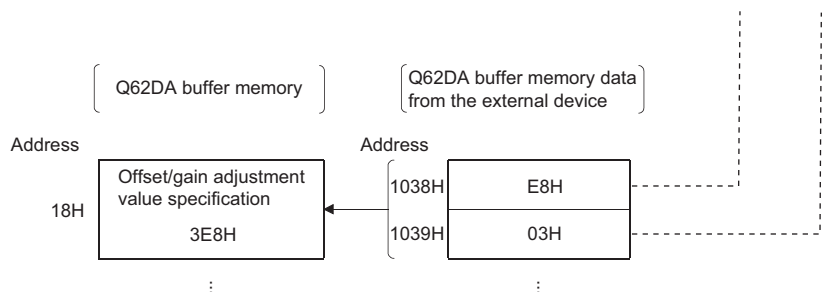 Q62DA buffer memory
Q62DA buffer memory data
from the external device
Address
Address
Offset/gain adjustment
value specification
18H
3E8H
1038H
E8H
1039H
03H